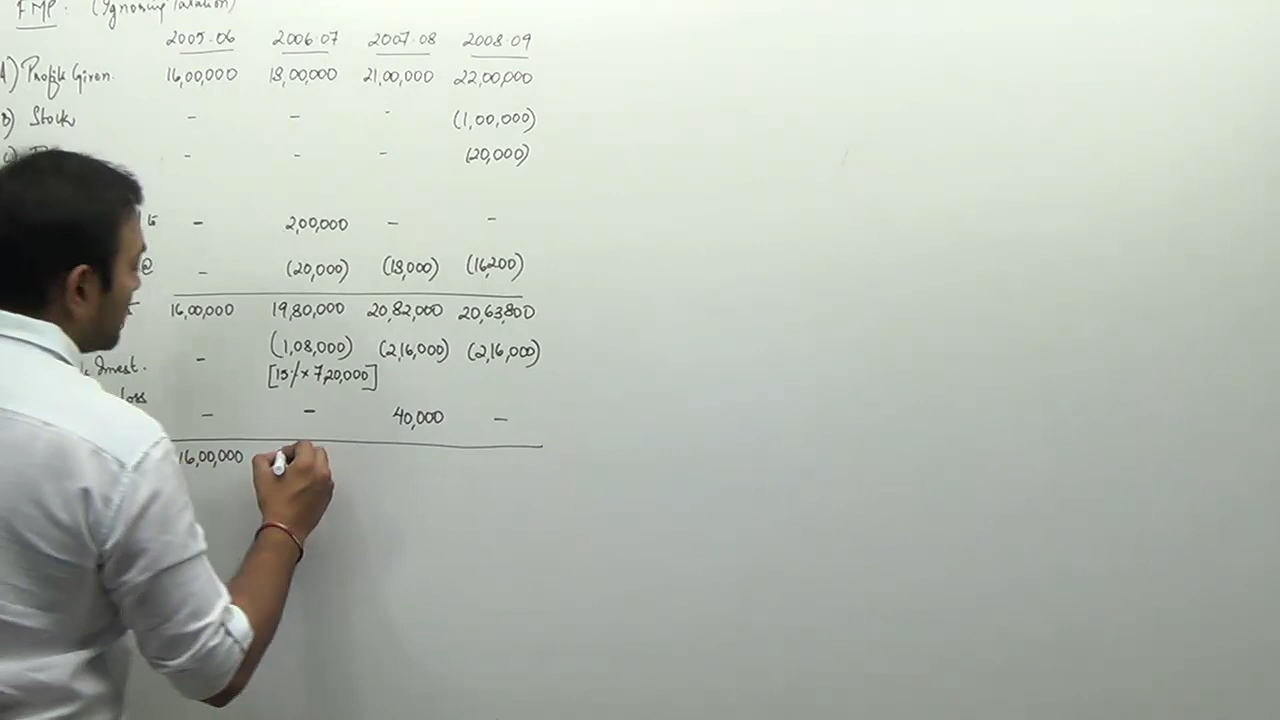 FMP: (Ignoring Taxation)
2005.06 2006.07 2007.08 2008.09
A) Profit Given. 16,00,000 18,00,000 21,00,000 22,00,000
B) Stock - - - (1,00,000)
- - - (20,000)
- 2,00,000 - -
@ - (20,000) (18,000) (16,200)
16,00,000 19,80,000 20,82,000 20,63,800
Invest. - (1,08,000) (2,16,000) (2,16,000)
[15% × 7,20,000]
loss - - 40,000 -
16,00,000